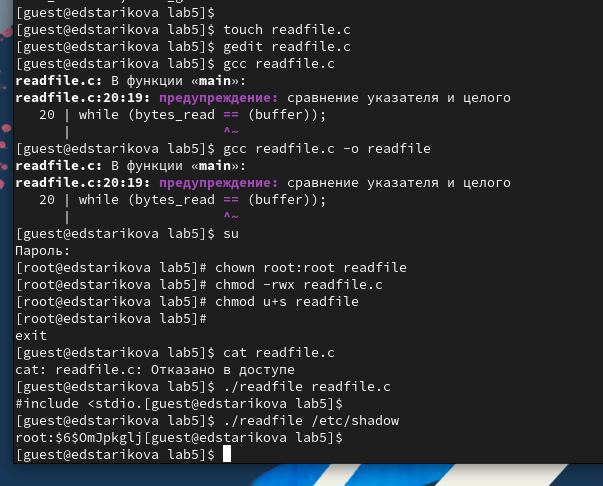 [guest@edstarikova lab5]$
[guest@edstarikova lab5]$ touch readfile.c
[guest@edstarikova lab5]$ gedit readfile.c
[guest@edstarikova lab5]$ gcc readfile.c
readfile.c: В функции «main»:
readfile.c:20:19: предупреждение: сравнение указателя и целого
   20 | while (bytes_read == (buffer));
      |                   ^~
[guest@edstarikova lab5]$ gcc readfile.c -o readfile
readfile.c: В функции «main»:
readfile.c:20:19: предупреждение: сравнение указателя и целого
   20 | while (bytes_read == (buffer));
      |                   ^~
[guest@edstarikova lab5]$ su
Пароль:
[root@edstarikova lab5]# chown root:root readfile
[root@edstarikova lab5]# chmod -rwx readfile.c
[root@edstarikova lab5]# chmod u+s readfile
[root@edstarikova lab5]#
exit
[guest@edstarikova lab5]$ cat readfile.c
cat: readfile.c: Отказано в доступе
[guest@edstarikova lab5]$ ./readfile readfile.c
#include <stdio.[guest@edstarikova lab5]$
[guest@edstarikova lab5]$ ./readfile /etc/shadow
root:$6$OmJpkglj[guest@edstarikova lab5]$
[guest@edstarikova lab5]$